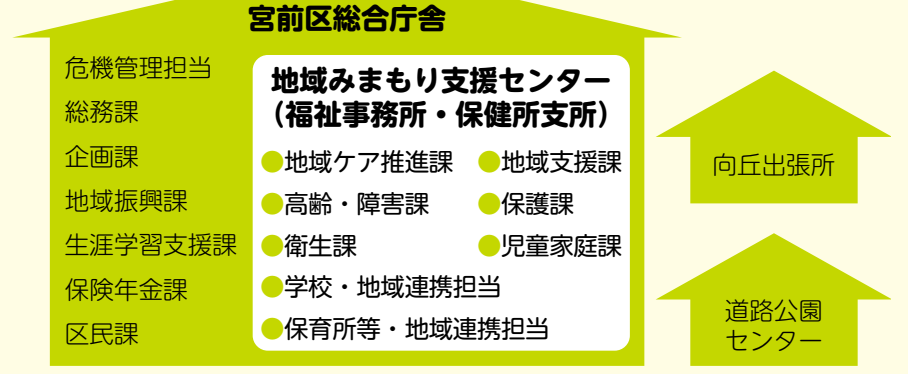 宮前区総合庁舎
危機管理担当
総務課
企画課
地域振興課
生涯学習支援課
保険年金課
区民課
地域みまもり支援センター
（福祉事務所・保健所支所）
●地域ケア推進課 ●地域支援課
●高齢・障害課 ●保護課
●衛生課 ●児童家庭課
●学校・地域連携担当
●保育所等・地域連携担当
向丘出張所
道路公園
センター